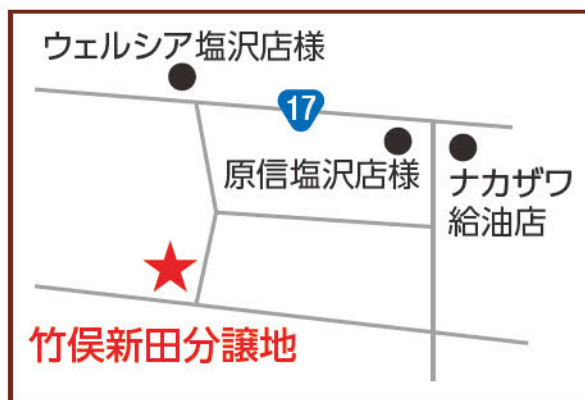 ウェルシア塩沢店様
17
原信塩沢店様
ナカザワ
給油店
竹俣新田分譲地